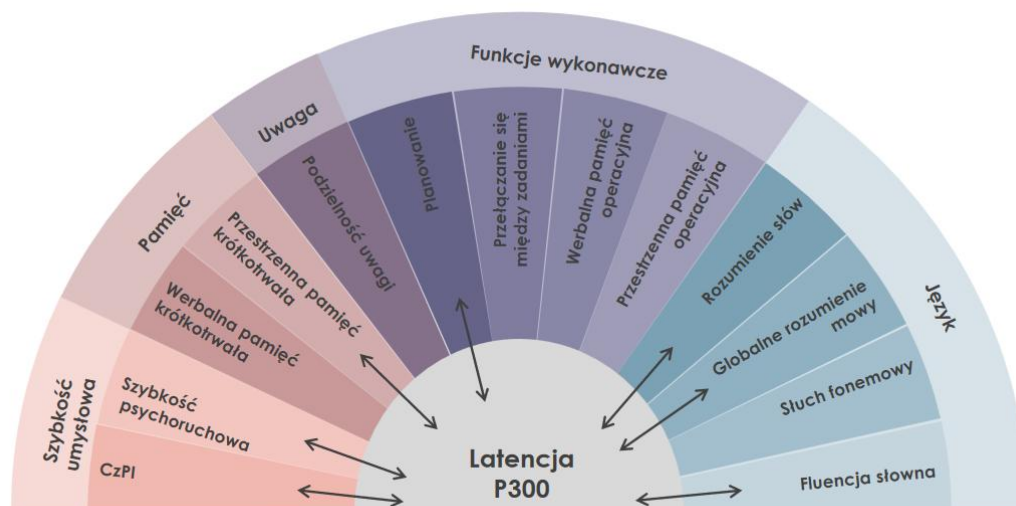 Szybkość
umysłowa
Pamięć
Uwaga
Funkcje wykonawcze
Język
CzPI
Szybkość
psychoruchowa
Werbalna pamięć
krótkotrwała
Przestrzenna pamięć
krótkotrwała
Podzielność uwagi
Planowanie
Przełączanie się
między zadaniami
Werbalna pamięć
operacyjna
Przestrzenna pamięć
operacyjna
Rozumienie słów
Globalne rozumienie
mowy
Słuch fonemowy
Fluencja słowna
Latencja
P300